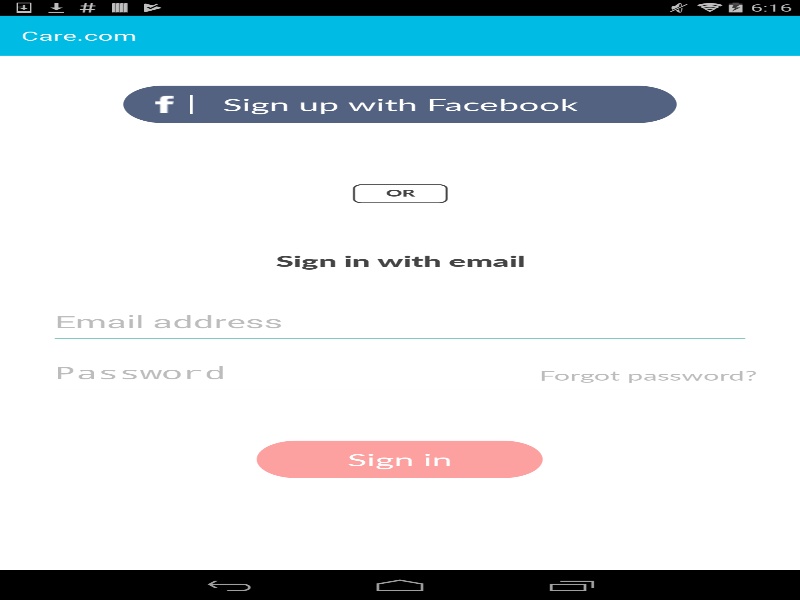 6:16
Care.com
f | Sign up with Facebook
OR
Sign in with email
Email address
Password
Forgot password?
Sign in